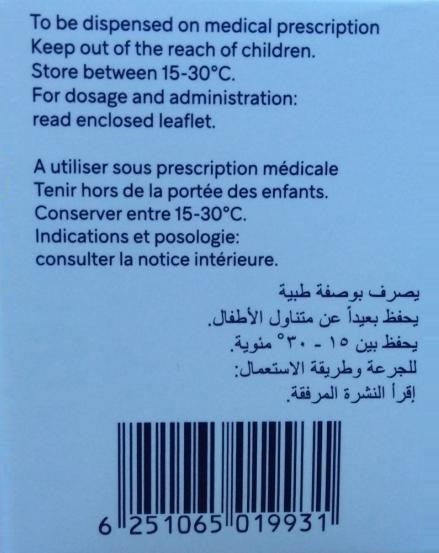 To be dispensed on medical prescription
Keep out of the reach of children.
Store between 15-30°C.
For dosage and administration:
read enclosed leaflet.
A utiliser sous prescription médicale
Tenir hors de la portée des enfants.
Conserver entre 15-30°C.
Indications et posologie:
consulter la notice intérieure.
يصرف بوصفة طبية
يحفظ بعيداً عن متناول الأطفال.
يحفظ بين ١٥ - ٣٠° مئوية.
للجرعة وطريقة الاستعمال:
إقرأ النشرة المرفقة.
6 251065 019931